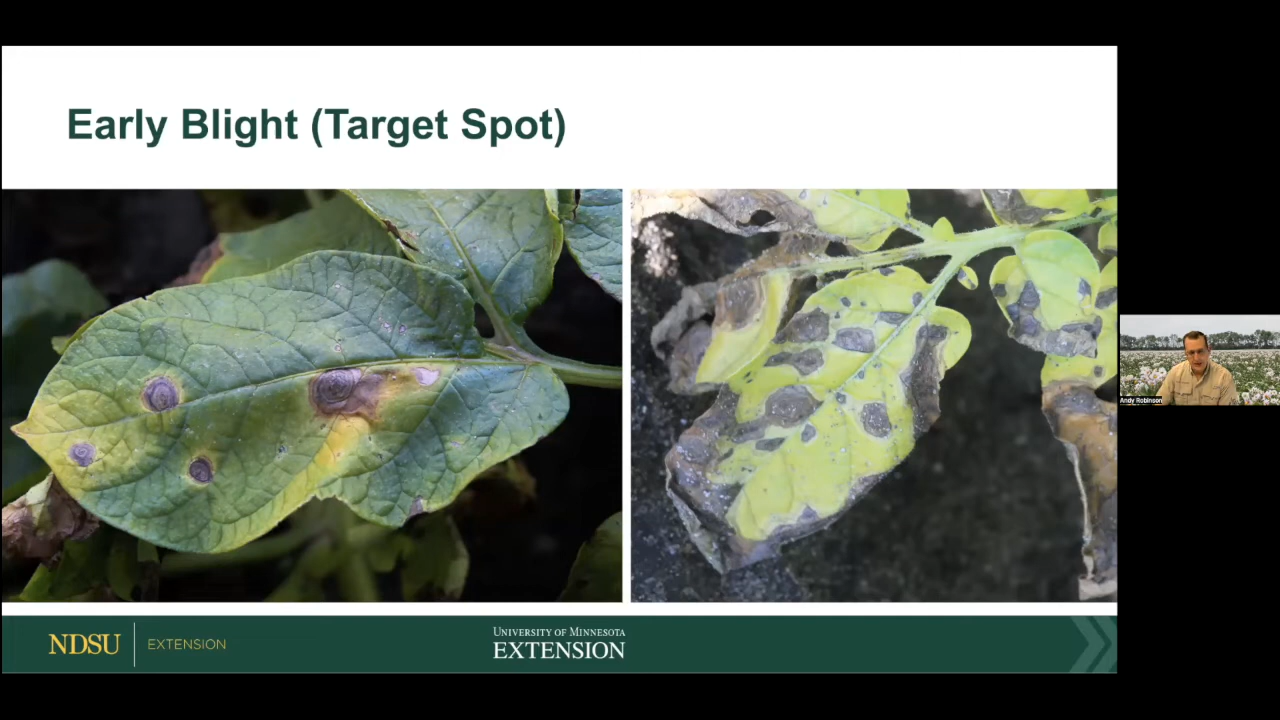 Early Blight (Target Spot)
Andy Robinson
NDSU EXTENSION
UNIVERSITY OF MINNESOTA
EXTENSION